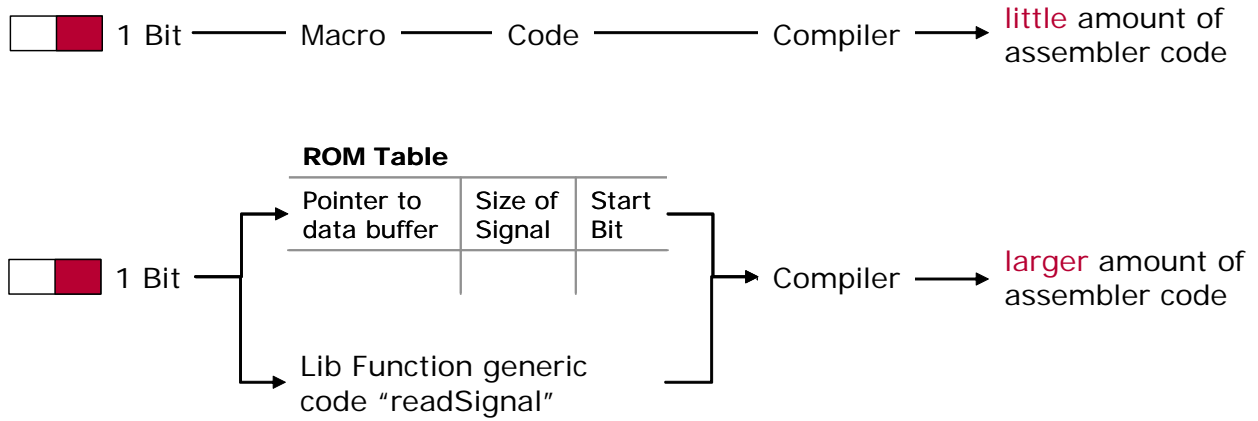 1 Bit Macro Code Compiler little amount of
assembler code
ROM Table
Pointer to Size of Start
data buffer Signal Bit
1 Bit Compiler larger amount of
assembler code
Lib Function generic
code “readSignal”